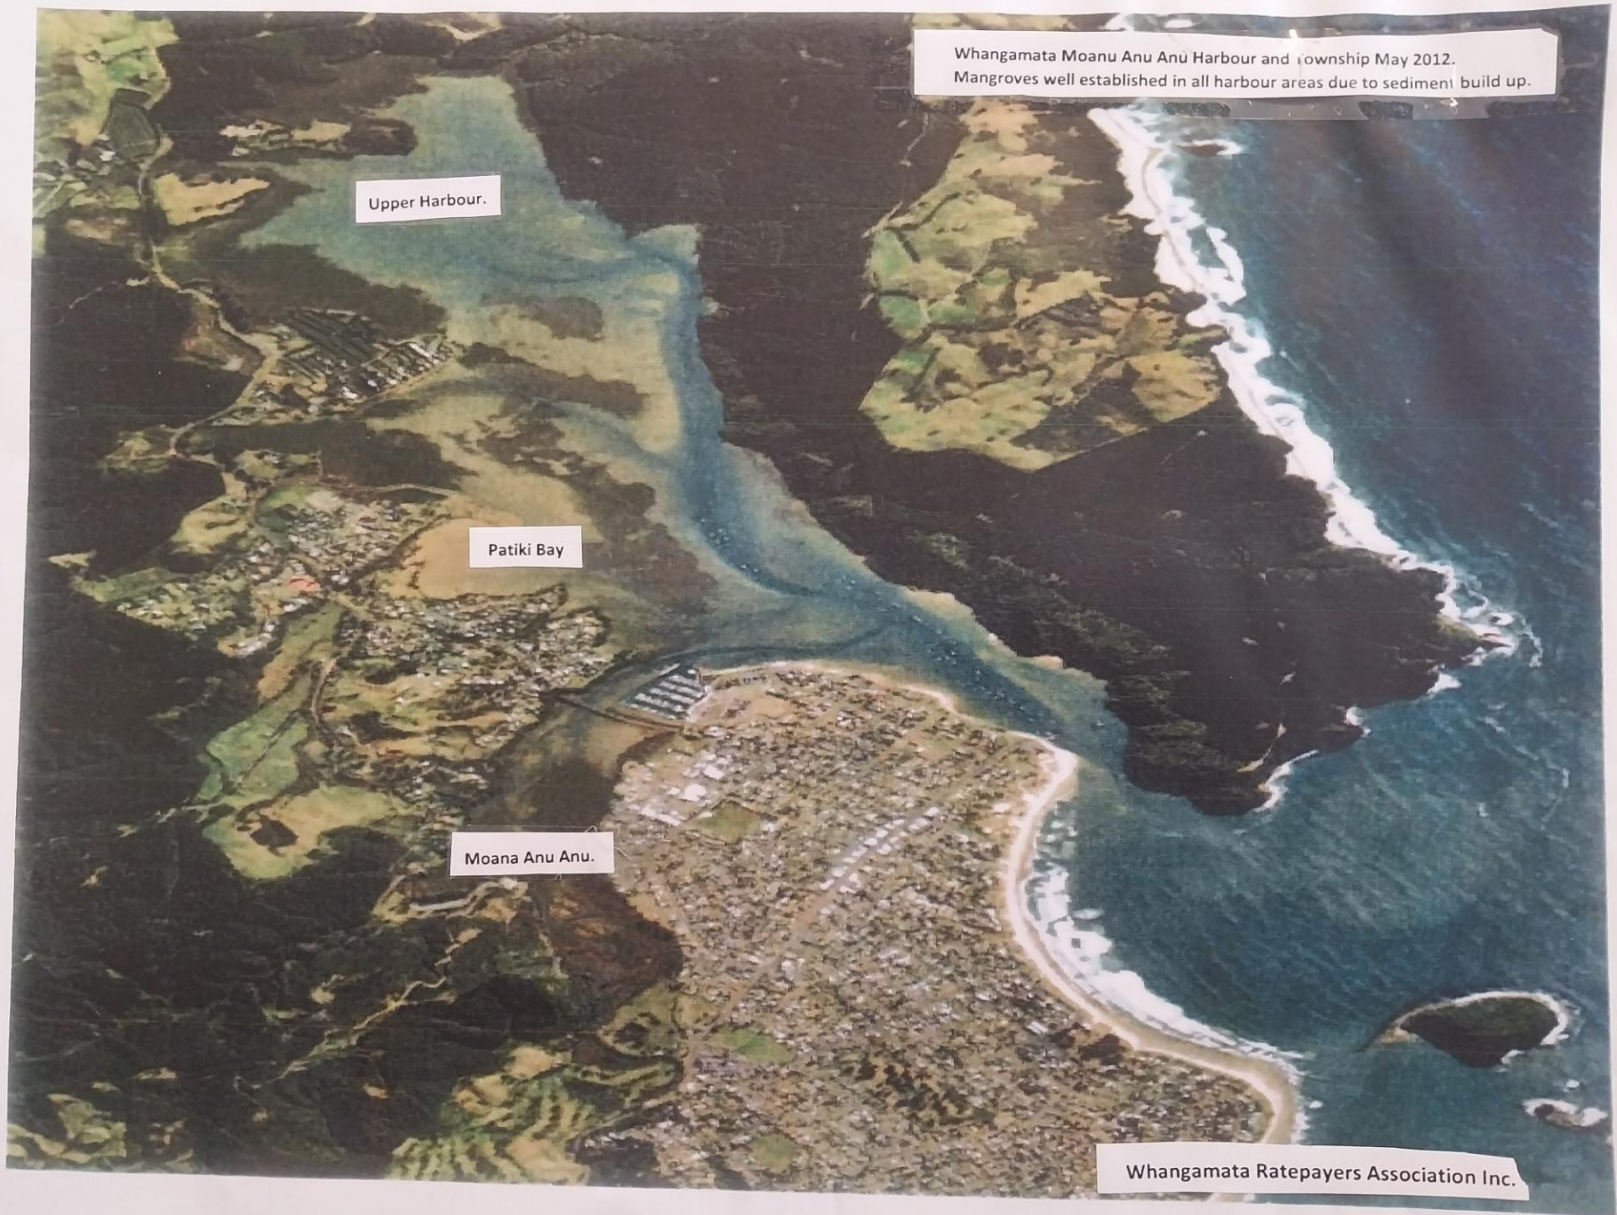 Whangamata Moanu Anu Anu Harbour and Township May 2012.
Mangroves well established in all harbour areas due to sediment build up.
Upper Harbour.
Patiki Bay
Moana Anu Anu.
Whangamata Ratepayers Association Inc.